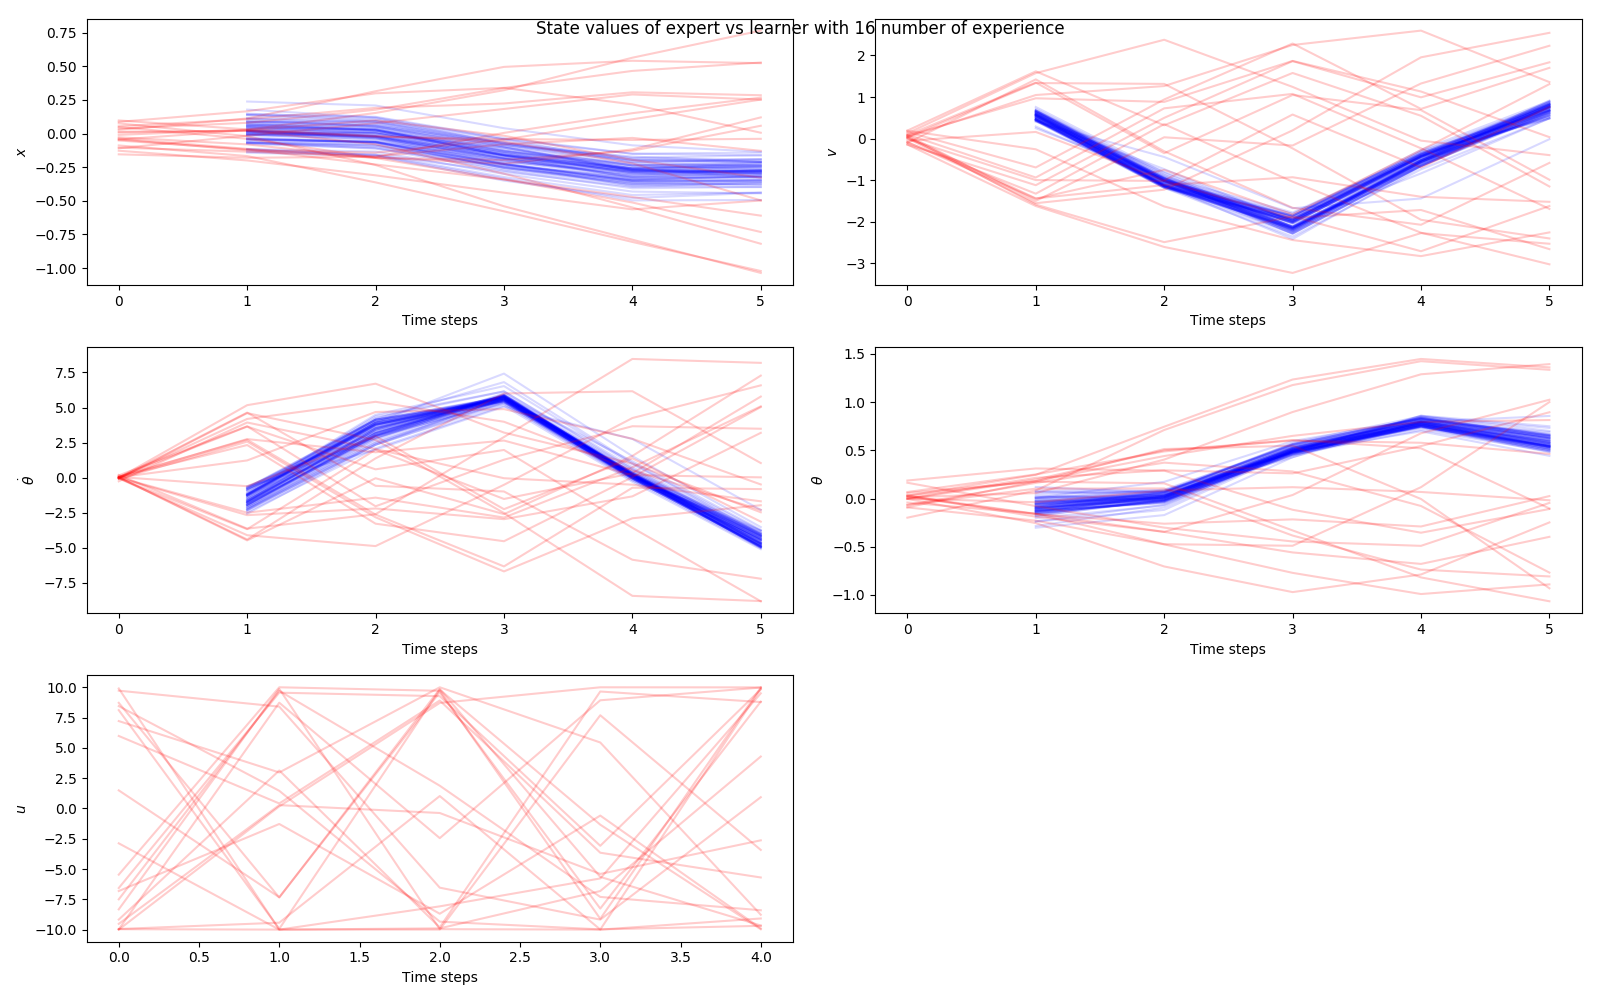 State values of expert vs learner with 16 number of experience
0.75
0.50
0.25
0.00
−0.25
−0.50
−0.75
−1.00
x
0 1 2 3 4 5
Time steps
2
1
0
−1
−2
−3
v
0 1 2 3 4 5
Time steps
7.5
5.0
2.5
0.0
−2.5
−5.0
−7.5
θ̇
0 1 2 3 4 5
Time steps
1.5
1.0
0.5
0.0
−0.5
−1.0
θ
0 1 2 3 4 5
Time steps
10.0
7.5
5.0
2.5
0.0
−2.5
−5.0
−7.5
−10.0
u
0.0 0.5 1.0 1.5 2.0 2.5 3.0 3.5 4.0
Time steps